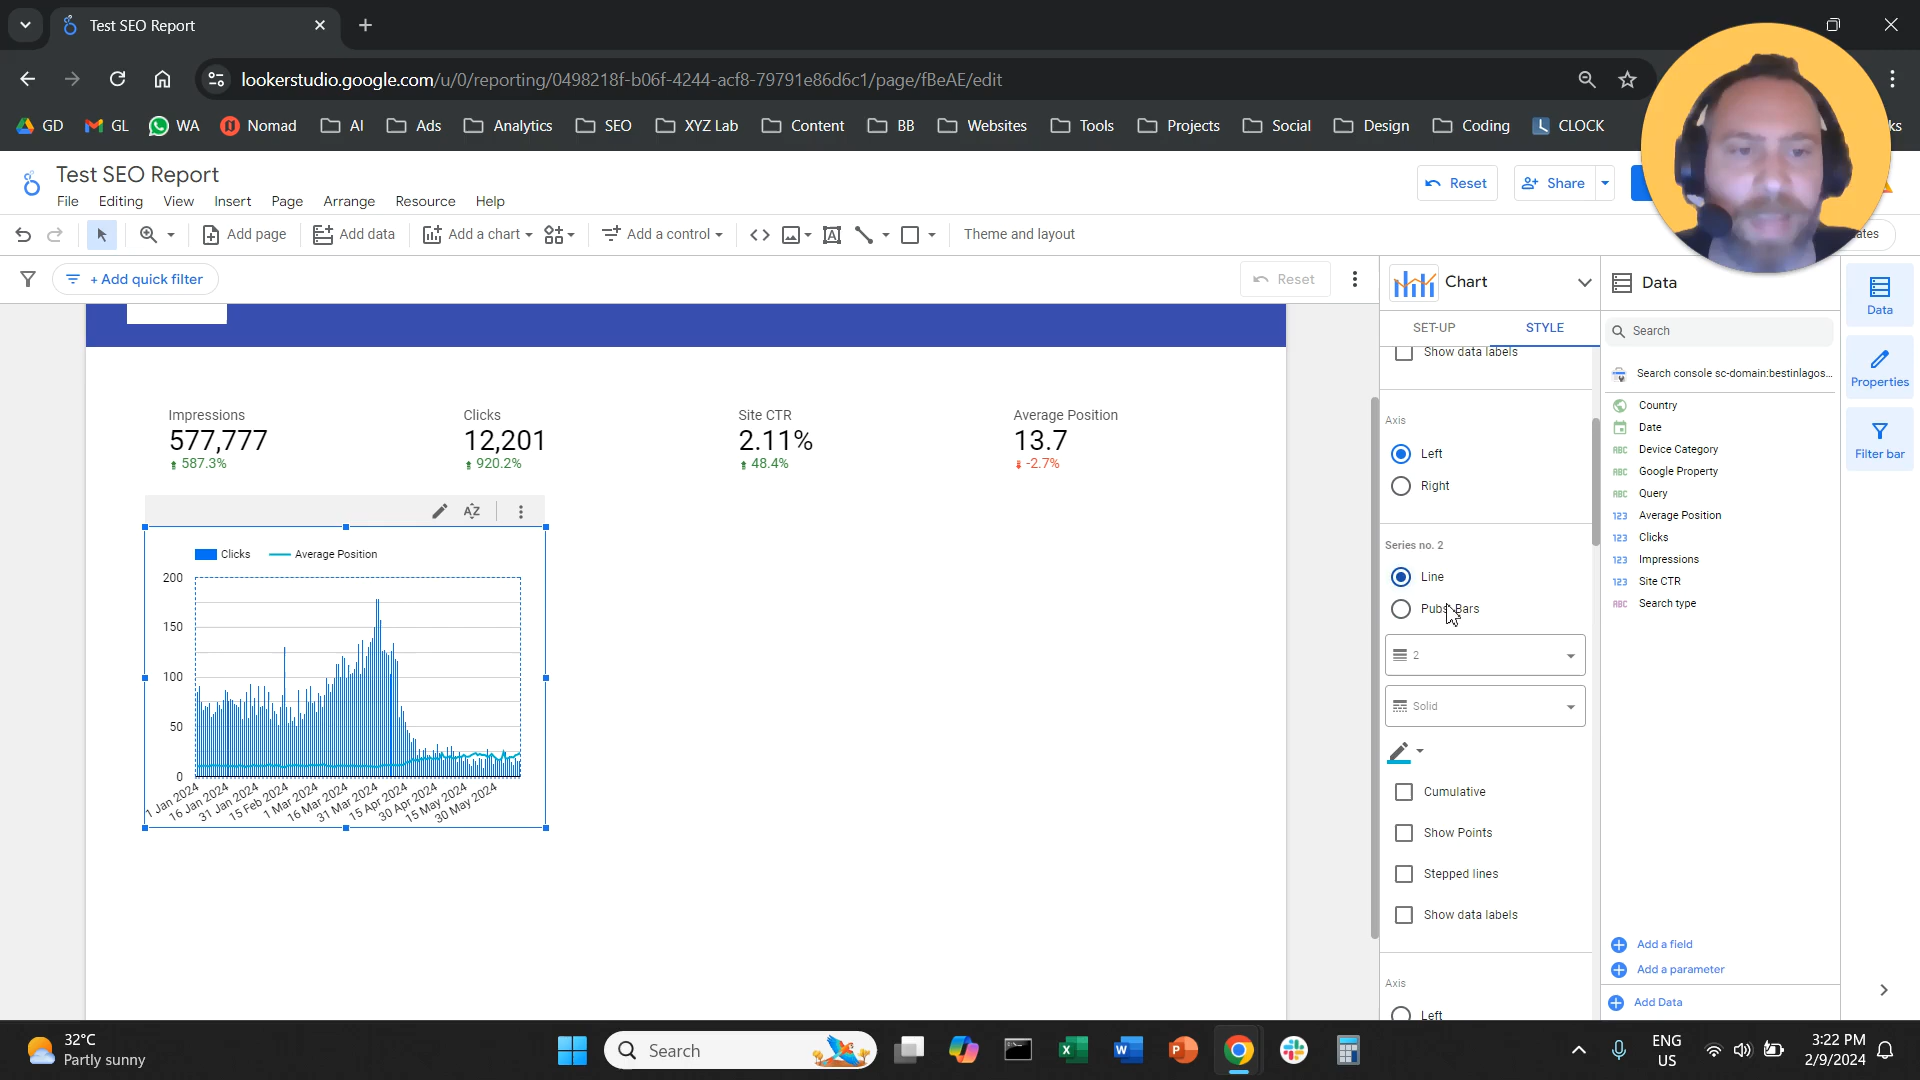 Test SEO Report
lookerstudio.google.com/u/0/reporting/0498218f-b06f-4244-acf8-79791e86d6c1/page/fBeAE/edit
GD GL WA Nomad AI Ads Analytics SEO XYZ Lab Content BB Websites Tools Projects Social Design Coding CLOCK
Test SEO Report
Reset Share
File Editing View Insert Page Arrange Resource Help
Add page Add data Add a chart Add a control Theme and layout
+ Add quick filter Reset
Chart
SET-UP STYLE
Show data labels
Axis
Left
Right
Series no. 2
Line
Bars
2
Solid
Cumulative
Show Points
Stepped lines
Show data labels
Axis
Left
Data
Search
Search console sc-domain:bestinlagos...
Country
Date
ABC Device Category
ABC Google Property
ABC Query
123 Average Position
123 Clicks
123 Impressions
123 Site CTR
ABC Search type
Add a field
Add a parameter
Add Data
Data
Properties
Filter bar
Impressions
577,777
587.3%
Clicks
12,201
920.2%
Site CTR
2.11%
48.4%
Average Position
13.7
-2.7%
AZ
Clicks Average Position
200
150
100
50
0
1 Jan 2024
16 Jan 2024
31 Jan 2024
15 Feb 2024
1 Mar 2024
16 Mar 2024
31 Mar 2024
15 Apr 2024
30 Apr 2024
15 May 2024
30 May 2024
32°C
Partly sunny
Search
ENG
US
3:22 PM
2/9/2024